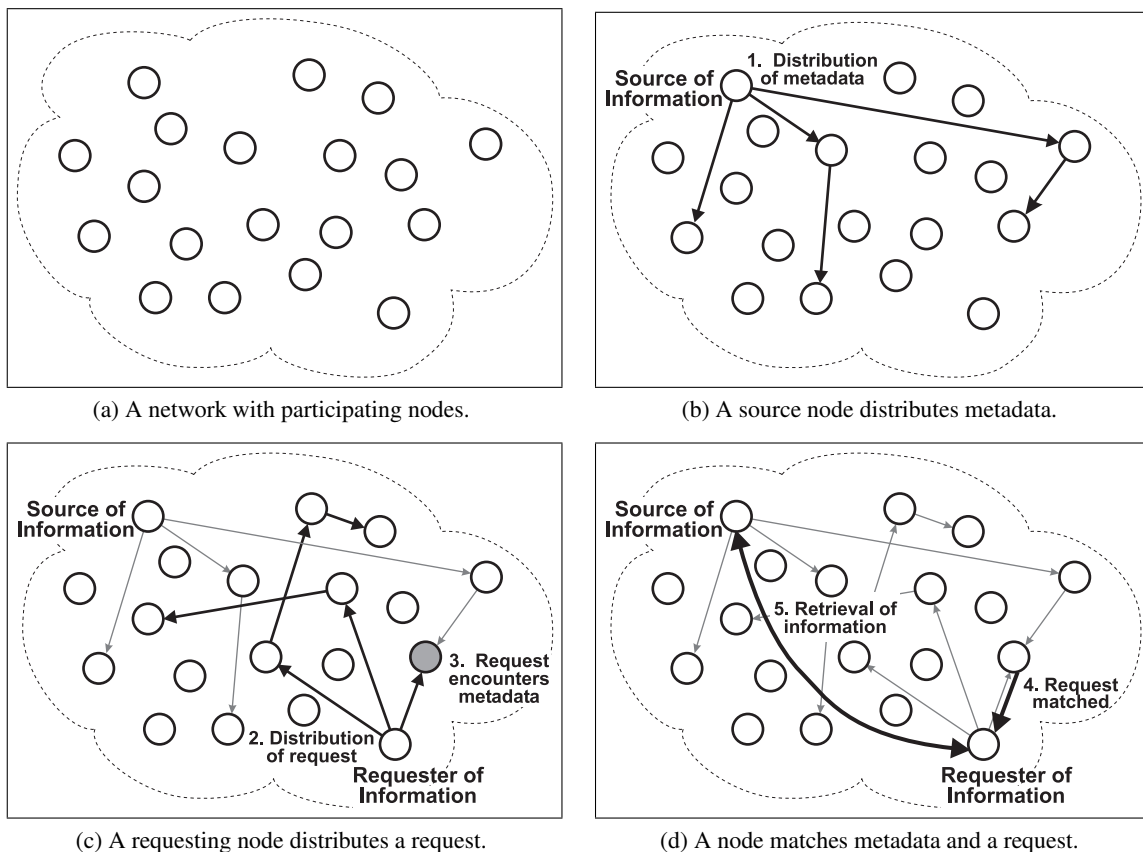 Source of
Information
1. Distribution
of metadata
(a) A network with participating nodes.
(b) A source node distributes metadata.
Source of
Information
3. Request
encounters
metadata
2. Distribution
of request
Requester of
Information
Source of
Information
5. Retrieval of
information
4. Request
matched
Requester of
Information
(c) A requesting node distributes a request.
(d) A node matches metadata and a request.